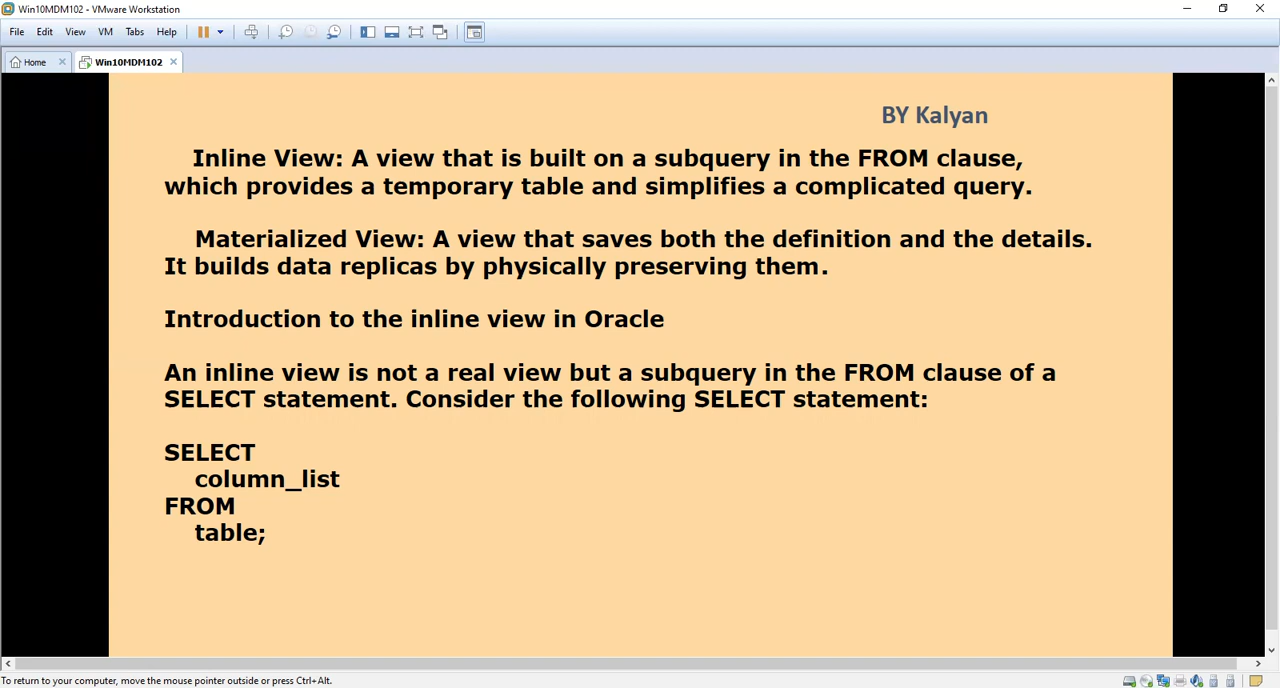 Win10MDM102 - VMware Workstation
File Edit View VM Tabs Help
Home Win10MDM102
BY Kalyan
Inline View: A view that is built on a subquery in the FROM clause,
which provides a temporary table and simplifies a complicated query.
Materialized View: A view that saves both the definition and the details.
It builds data replicas by physically preserving them.
Introduction to the inline view in Oracle
An inline view is not a real view but a subquery in the FROM clause of a
SELECT statement. Consider the following SELECT statement:
SELECT
column_list
FROM
table;
To return to your computer, move the mouse pointer outside or press Ctrl+Alt.